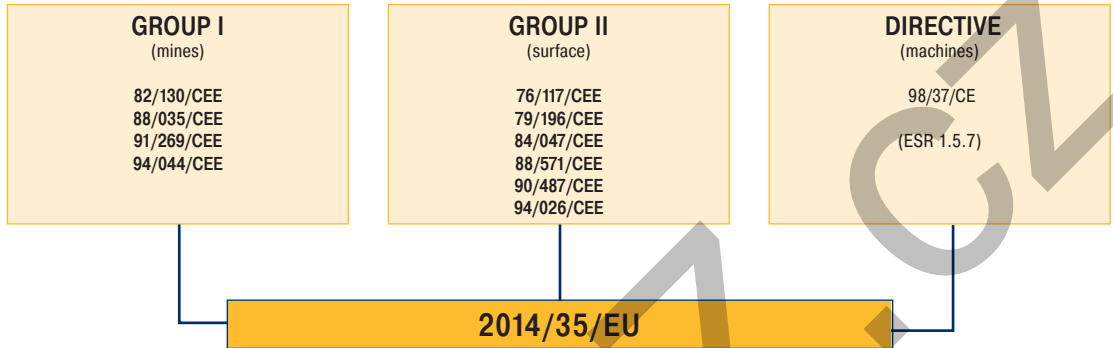 GROUP I
(mines)
82/130/CEE
88/035/CEE
91/269/CEE
94/044/CEE
GROUP II
(surface)
76/117/CEE
79/196/CEE
84/047/CEE
88/571/CEE
90/487/CEE
94/026/CEE
DIRECTIVE
(machines)
98/37/CE
(ESR 1.5.7)
2014/35/EU
.CZ